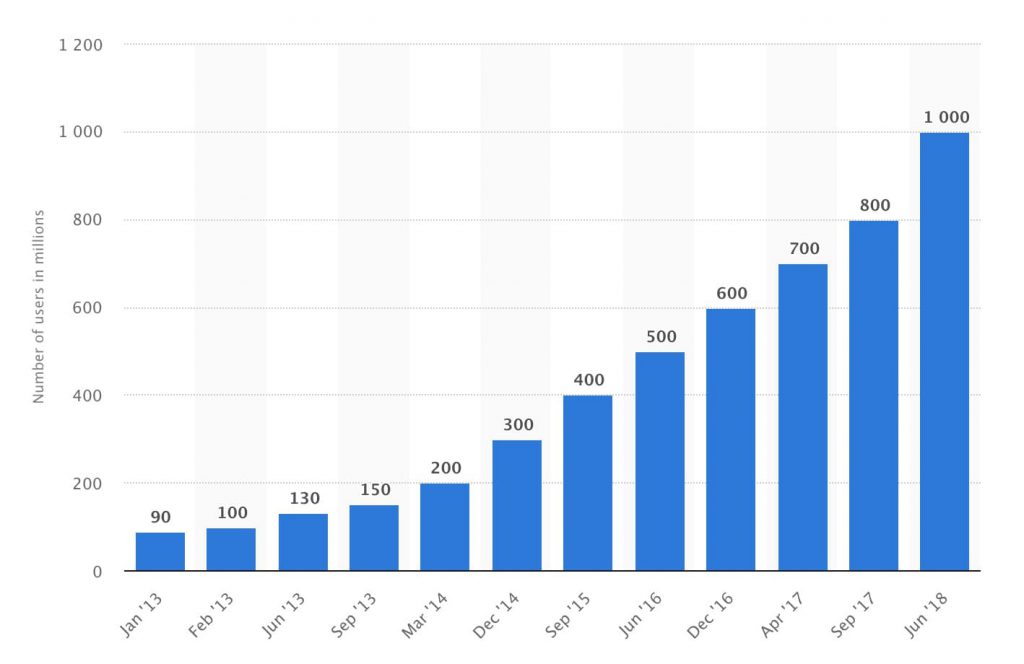 1 200
1 000
800
600
400
200
0
Number of users in millions
90
100
130
150
200
300
400
500
600
700
800
1 000
Jan '13
Feb '13
Jun '13
Sep '13
Mar '14
Dec '14
Sep '15
Jun '16
Dec '16
Apr '17
Sep '17
Jun '18